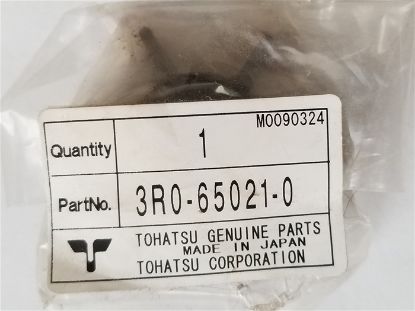 M0090324
Quantity 1
PartNo. 3R0-65021-0
TOHATSU GENUINE PARTS
MADE IN JAPAN
TOHATSU CORPORATION